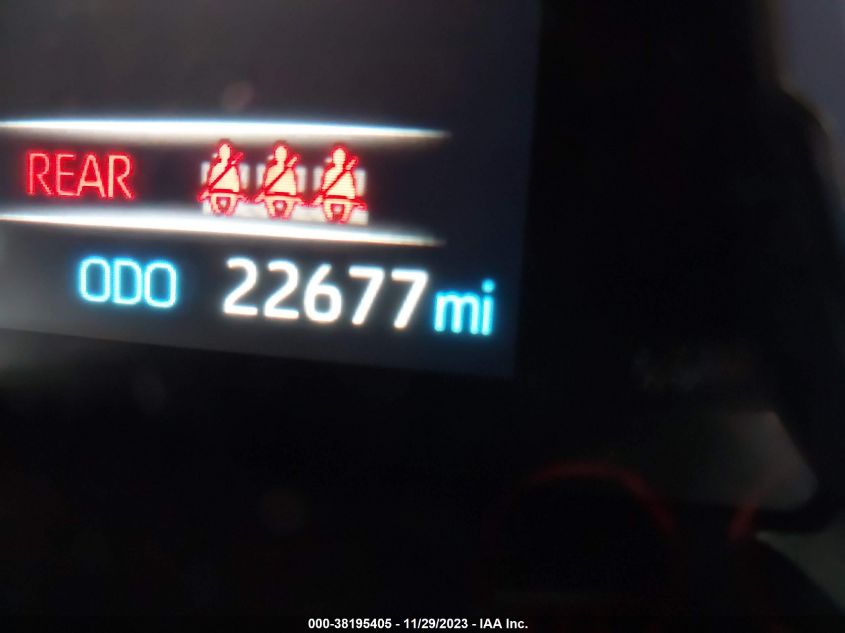 REAR
ODO 22677 mi
000-38195405 - 11/29/2023 - IAA Inc.